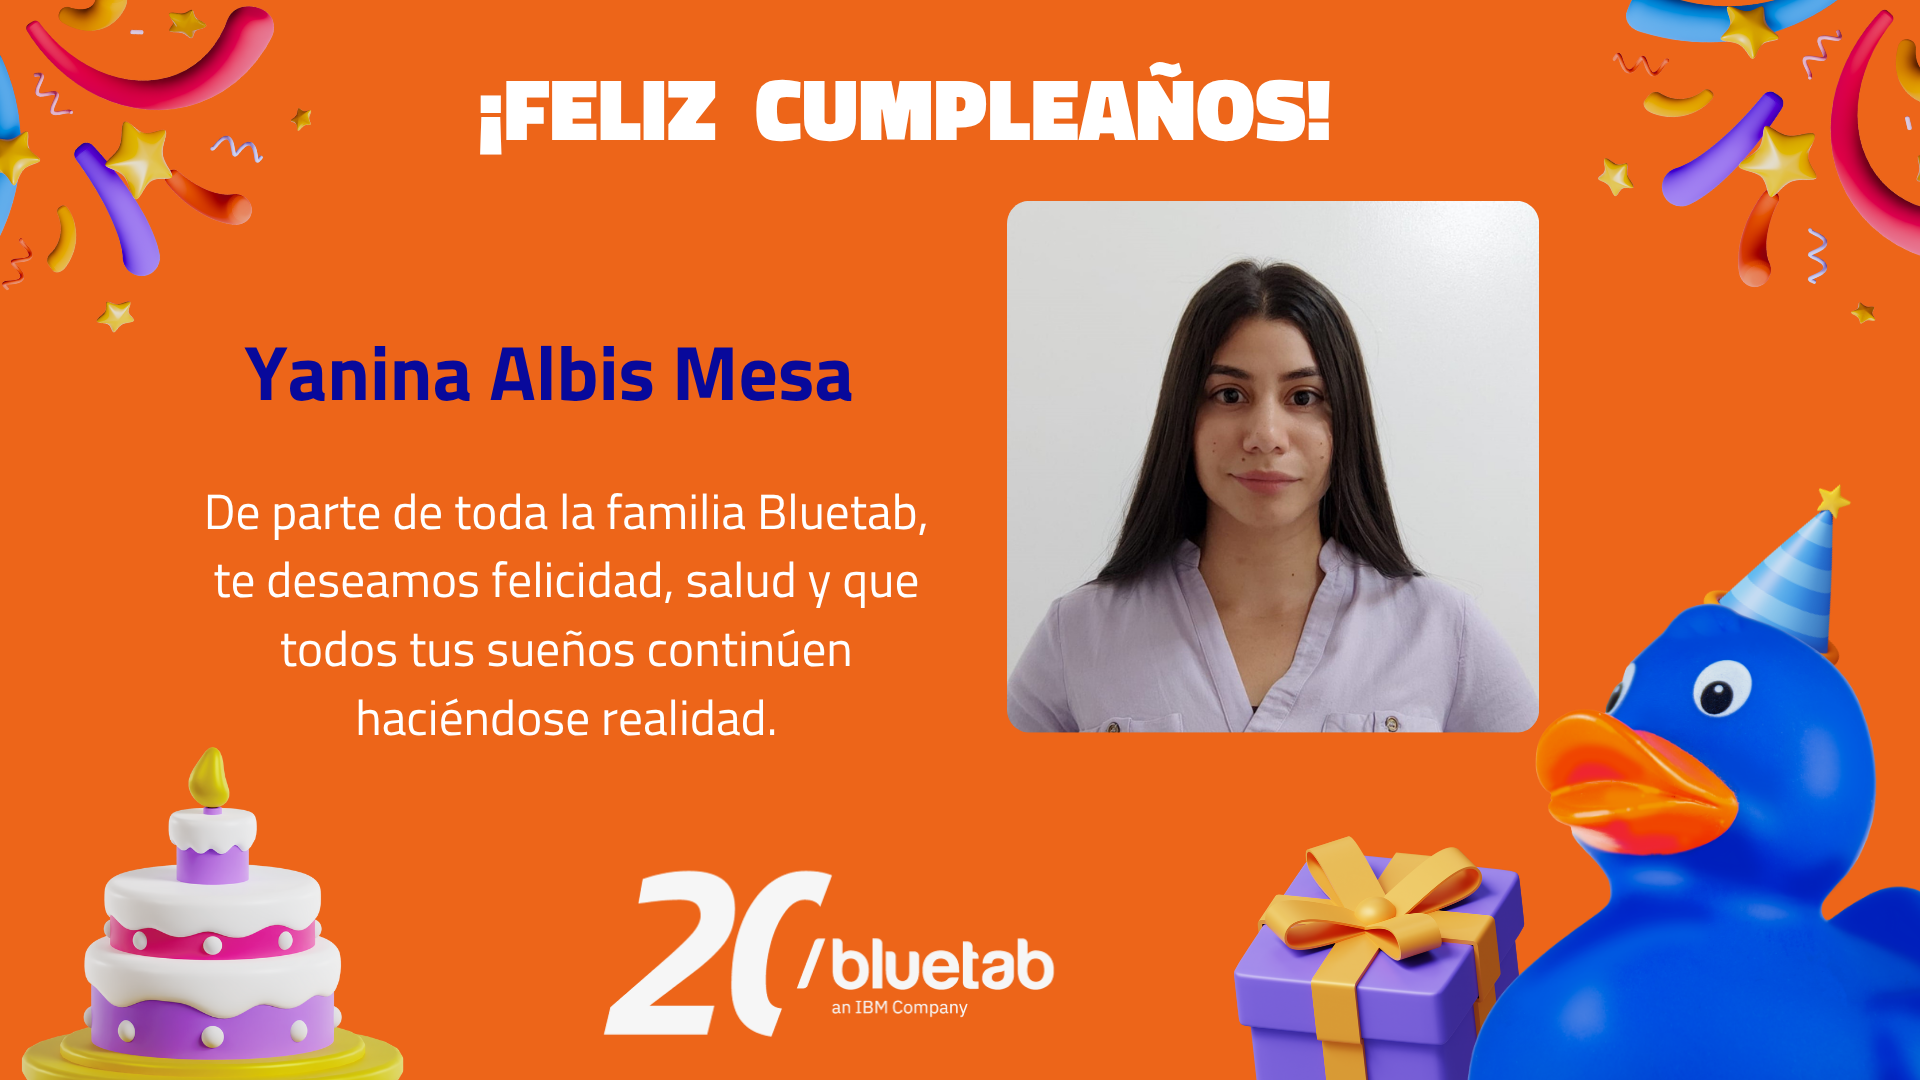 ¡FELIZ CUMPLEAÑOS!
Yanina Albis Mesa
De parte de toda la familia Bluetab,
te deseamos felicidad, salud y que
todos tus sueños continúen
haciéndose realidad.
20/bluetab
an IBM Company